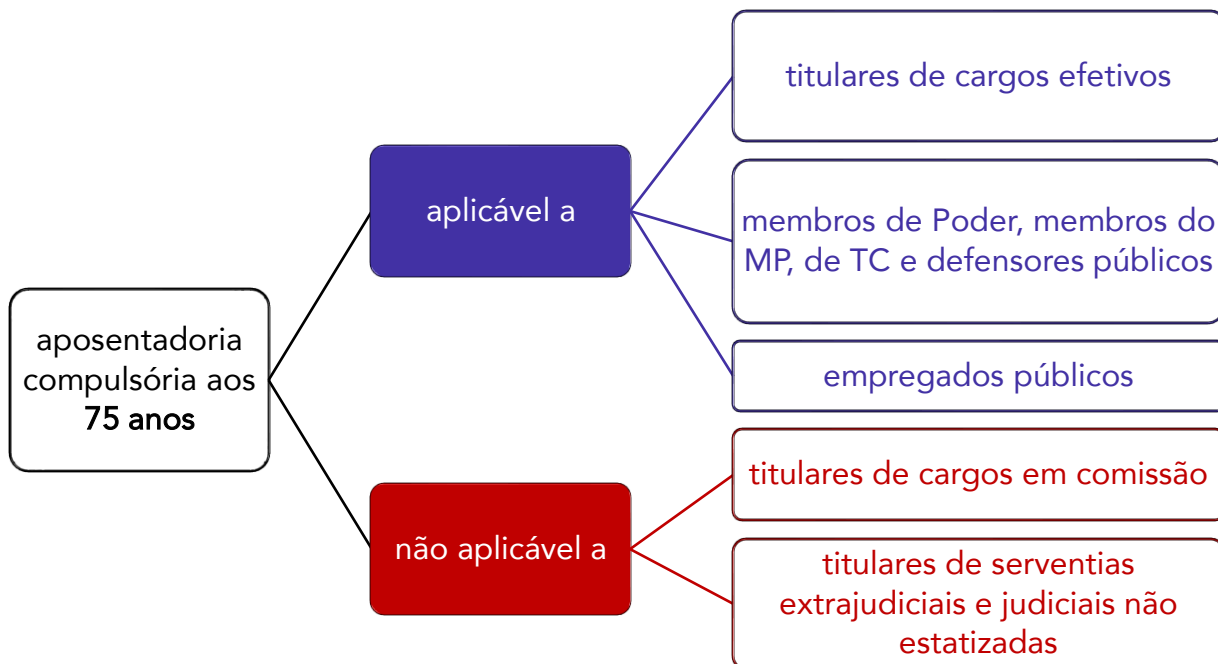 aposentadoria
compulsória aos
75 anos
aplicável a
titulares de cargos efetivos
membros de Poder, membros do
MP, de TC e defensores públicos
empregados públicos
não aplicável a
titulares de cargos em comissão
titulares de serventias
extrajudiciais e judiciais não
estatizadas